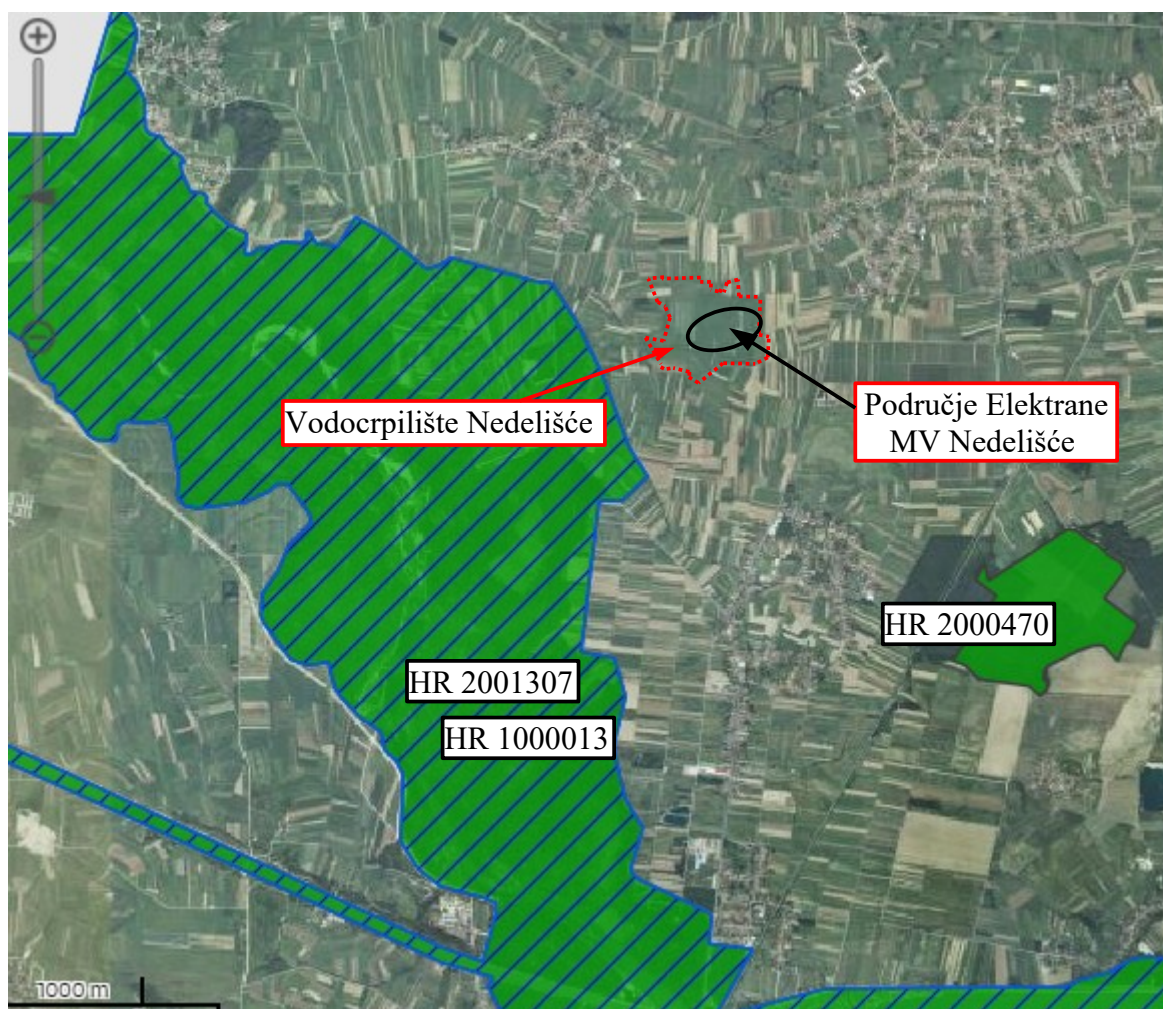 Vodocrpilište Nedelišće
Područje Elektrane
MV Nedelišće
HR 2000470
HR 2001307
HR 1000013
1000 m